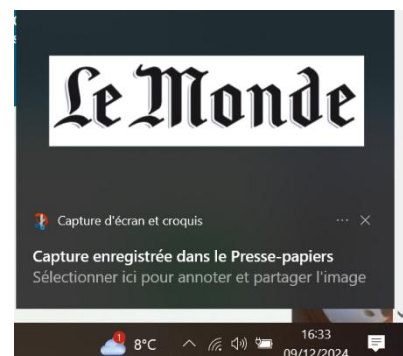 Le Monde
Capture d'écran et croquis
Capture enregistrée dans le Presse-papiers
Sélectionner ici pour annoter et partager l'image
1
8°C
16:33
09/12/2024